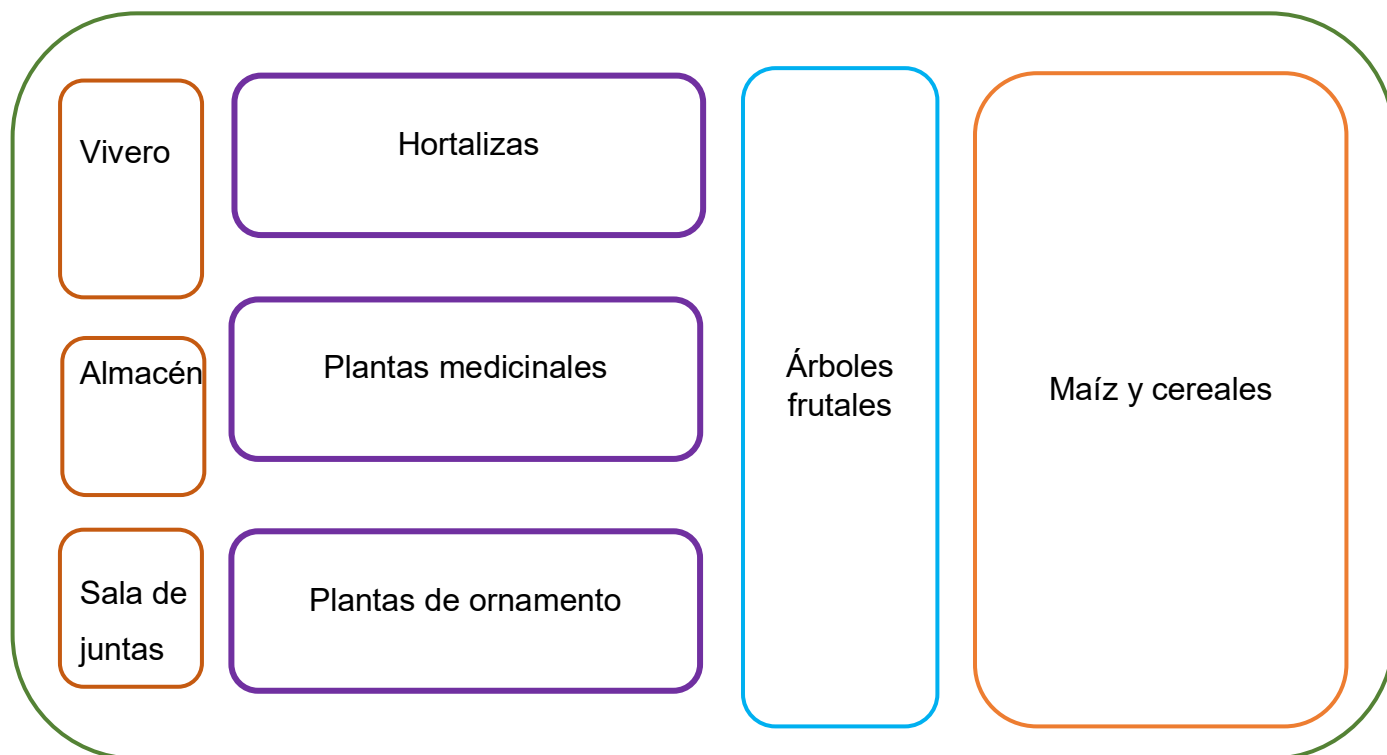 Vivero
Hortalizas
Almacén
Plantas medicinales
Sala de
juntas
Plantas de ornamento
Árboles
frutales
Maíz y cereales